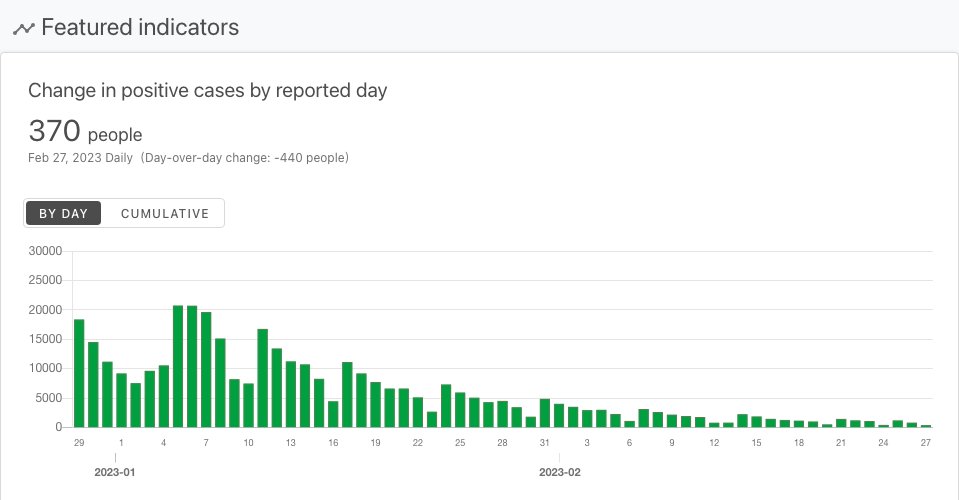 Featured indicators
Change in positive cases by reported day
370 people
Feb 27, 2023 Daily (Day-over-day change: -440 people)
BY DAY CUMULATIVE
30000
25000
20000
15000
10000
5000
0
29 1 4 7 10 13 16 19 22 25 28 31 3 6 9 12 15 18 21 24 27
2023-01 2023-02